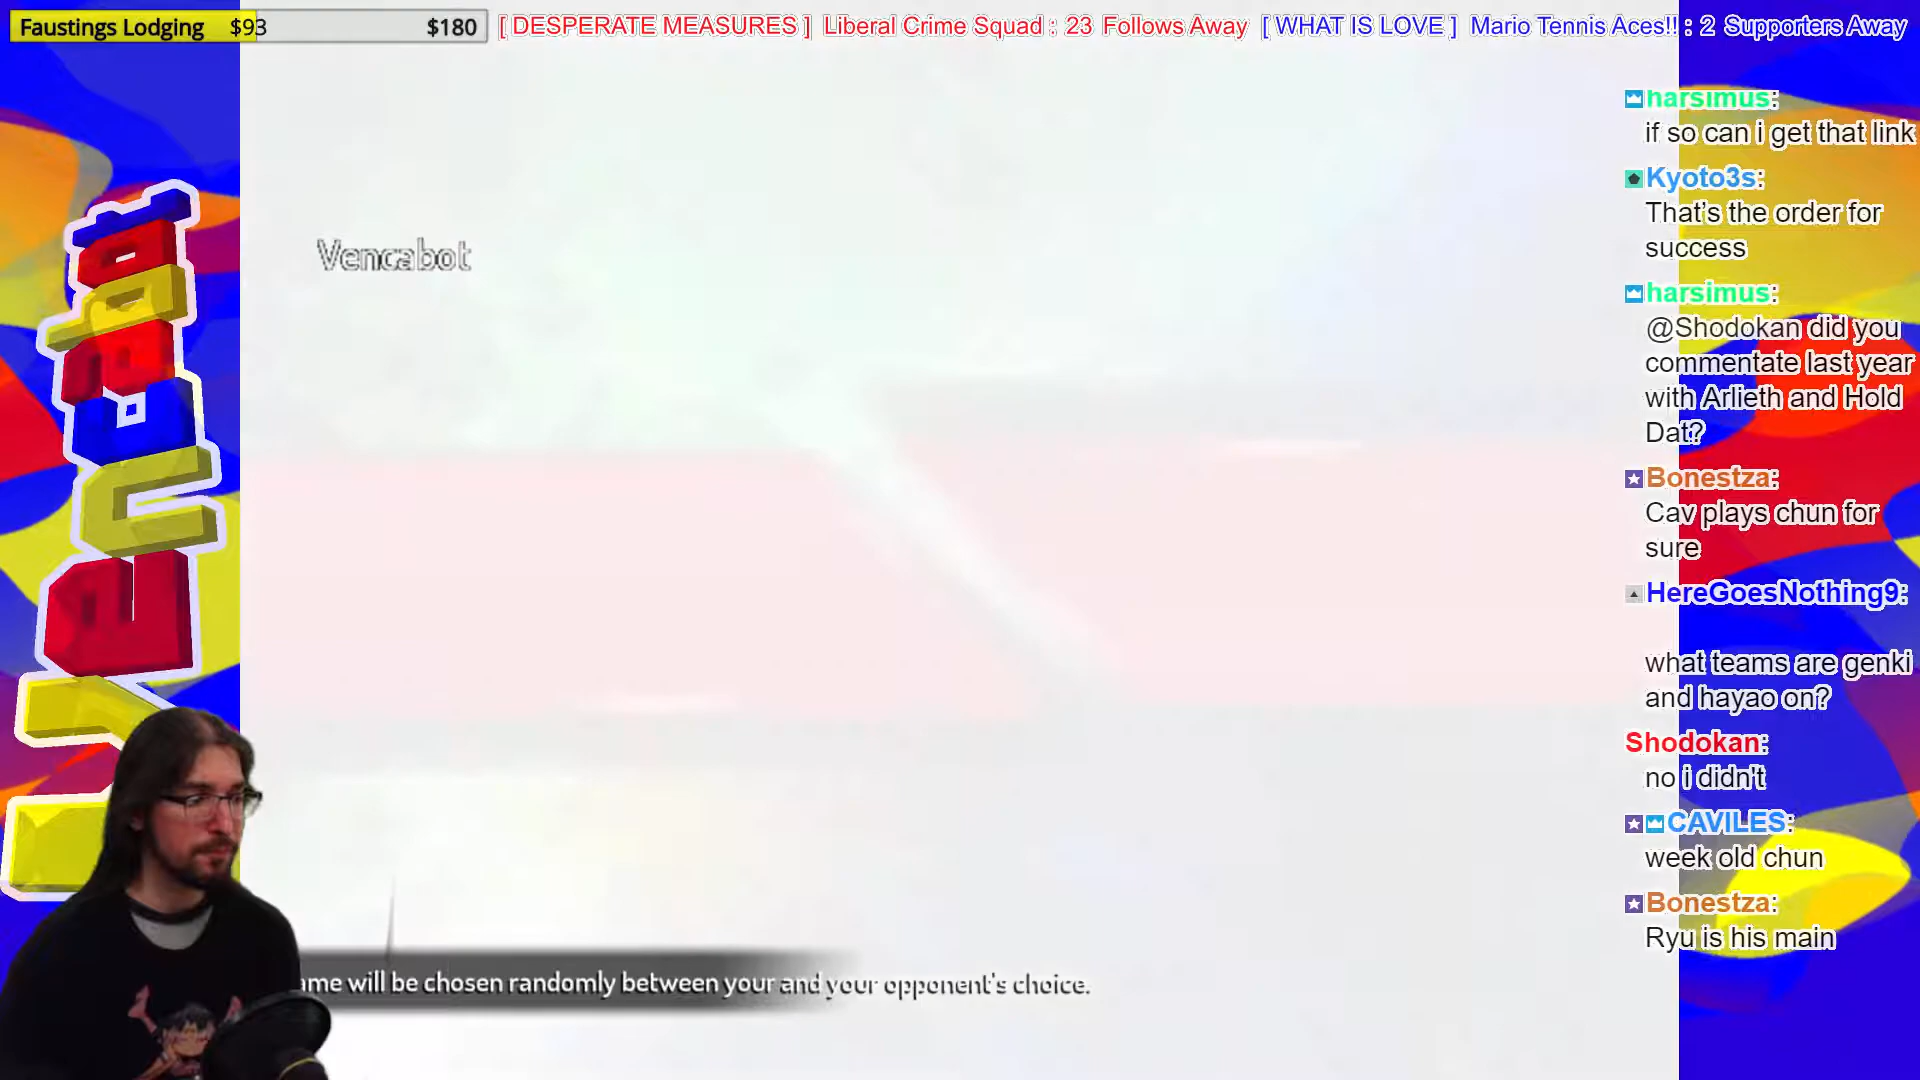 Faustings Lodging $93 $180 [ DESPERATE MEASURES ] Liberal Crime Squad : 23 Follows Away [ WHAT IS LOVE ] Mario Tennis Aces!! : 2 Supporters Away
harsimus:
if so can i get that link
Kyoto3s:
That's the order for
success
harsimus:
@Shodokan did you
commentate last year
with Arlieth and Hold
Dat?
Bonestza:
Cav plays chun for
sure
HereGoesNothing9:
what teams are genki
and hayao on?
Shodokan:
no i didn't
CAVILES:
week old chun
Bonestza:
Ryu is his main
Vencabot
Vencabot
ame will be chosen randomly between your and your opponent's choice.